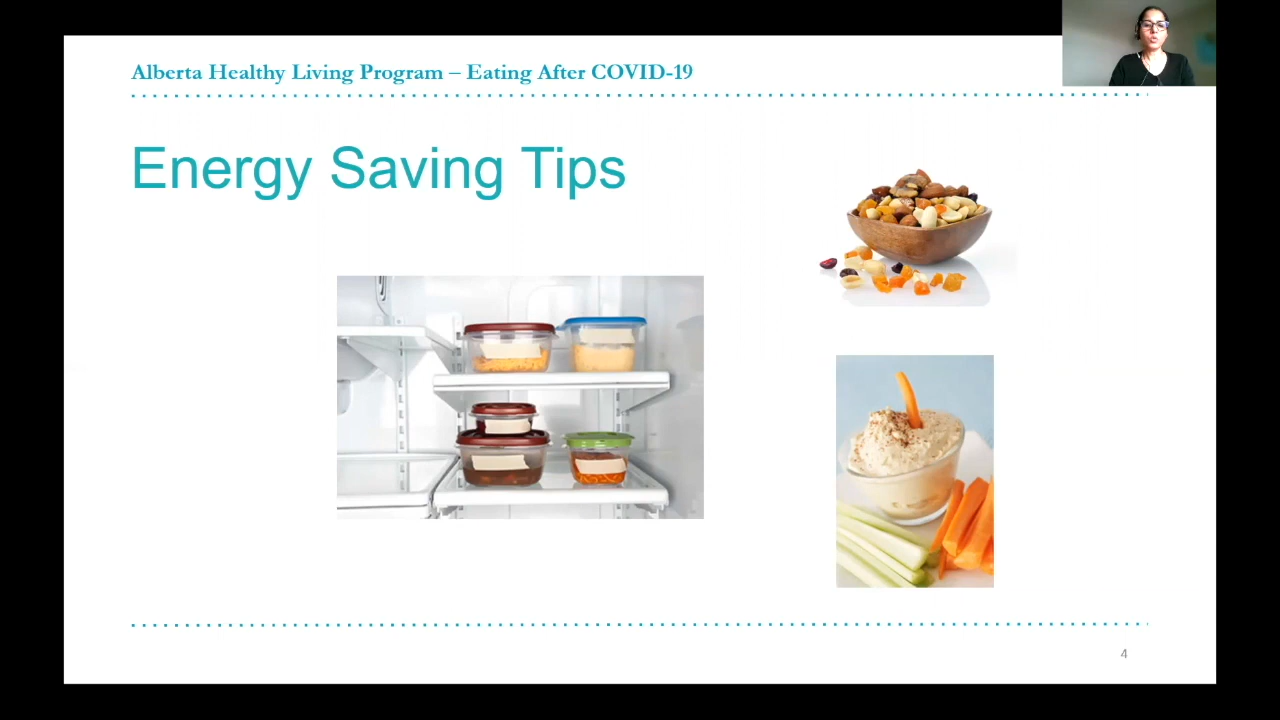 Alberta Healthy Living Program – Eating After COVID-19
Energy Saving Tips
4